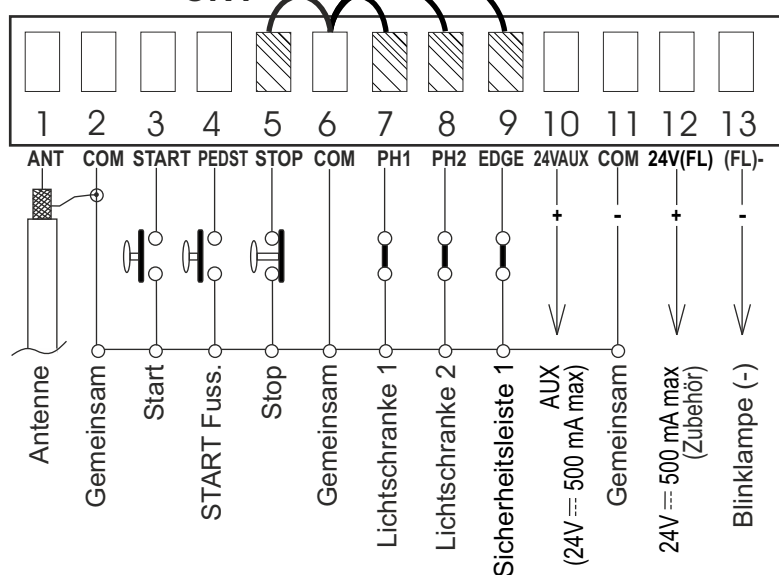 1 2 3 4 5 6 7 8 9 10 11 12 13
ANT COM START PEDST STOP COM PH1 PH2 EDGE 24VAUX COM 24V(FL) (FL)-
+ - + -
Antenne
Gemeinsam
Start
START Fuss.
Stop
Gemeinsam
Lichtschranke 1
Lichtschranke 2
Sicherheitsleiste 1
AUX
(24V⎓ 500 mA max)
Gemeinsam
24V⎓ 500 mA max
(Zubehör)
Blinklampe (-)